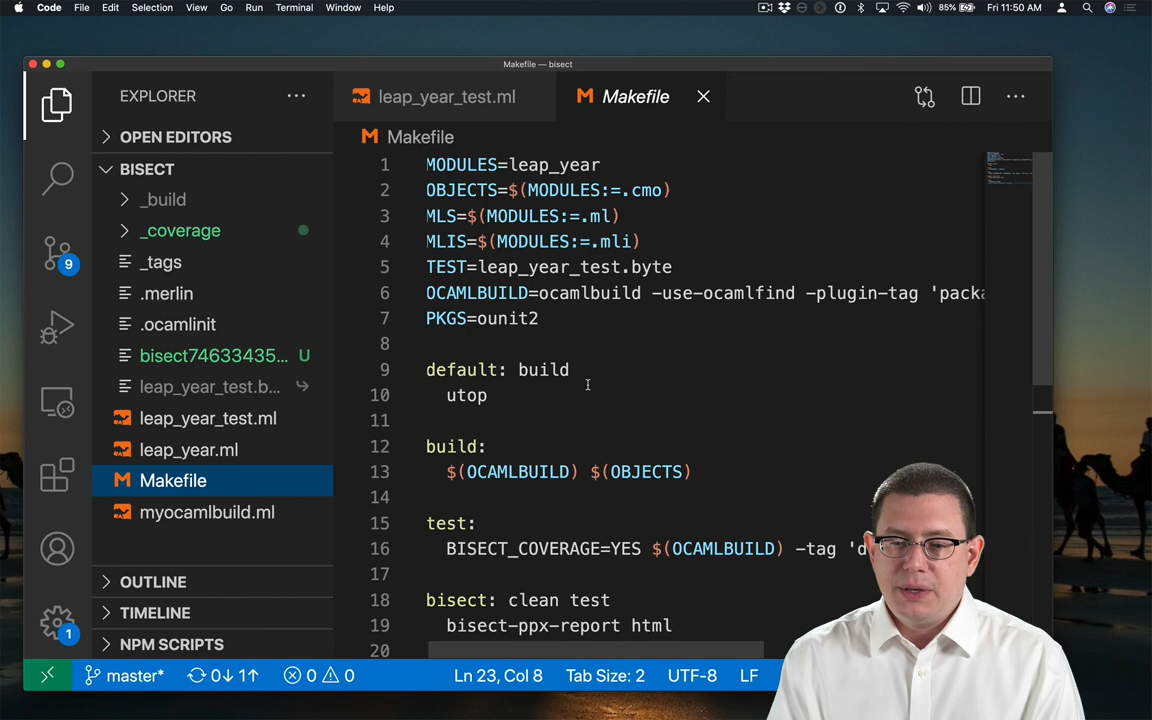 Code File Edit Selection View Go Run Terminal Window Help 85% Fri 11:50 AM
Makefile — bisect
EXPLORER
OPEN EDITORS
BISECT
_build
_coverage
_tags
.merlin
.ocamlinit
bisect74633435... U
leap_year_test.b...
leap_year_test.ml
leap_year.ml
Makefile
myocamlbuild.ml
OUTLINE
TIMELINE
NPM SCRIPTS
9
1
leap_year_test.ml Makefile
Makefile
1 MODULES=leap_year
2 OBJECTS=$(MODULES:=.cmo)
3 MLS=$(MODULES:=.ml)
4 MLIS=$(MODULES:=.mli)
5 TEST=leap_year_test.byte
6 OCAMLBUILD=ocamlbuild -use-ocamlfind -plugin-tag 'packa
7 PKGS=ounit2
8
9 default: build
10 utop
11
12 build:
13 $(OCAMLBUILD) $(OBJECTS)
14
15 test:
16 BISECT_COVERAGE=YES $(OCAMLBUILD) -tag 'd
17
18 bisect: clean test
19 bisect-ppx-report html
20
master* 0↓ 1↑ 0 0 Ln 23, Col 8 Tab Size: 2 UTF-8 LF